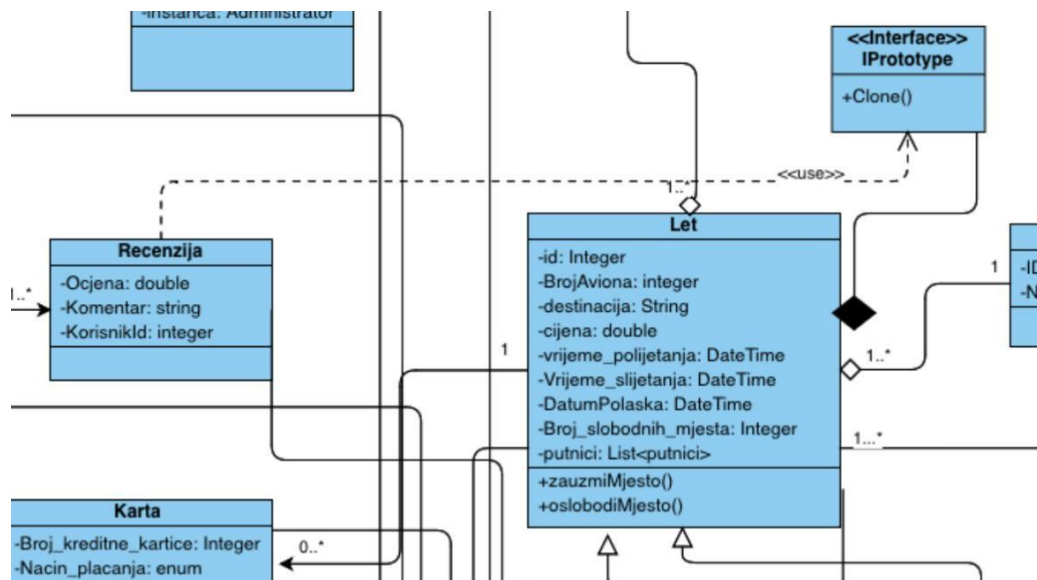 -instanca: Administrator
<<Interface>>
IPrototype
+Clone()
<<use>>
1..*
Let
-id: Integer
-BrojAviona: integer
-destinacija: String
-cijena: double
-vrijeme_polijetanja: DateTime
-Vrijeme_slijetanja: DateTime
-DatumPolaska: DateTime
-Broj_slobodnih_mjesta: Integer
-putnici: List<putnici>
+zauzmiMjesto()
+oslobodiMjesto()
Recenzija
-Ocjena: double
-Komentar: string
-KorisnikId: integer
1..*
1
1
-ID
-N
1..*
1...*
Karta
-Broj_kreditne_kartice: Integer
-Nacin_placanja: enum
0..*